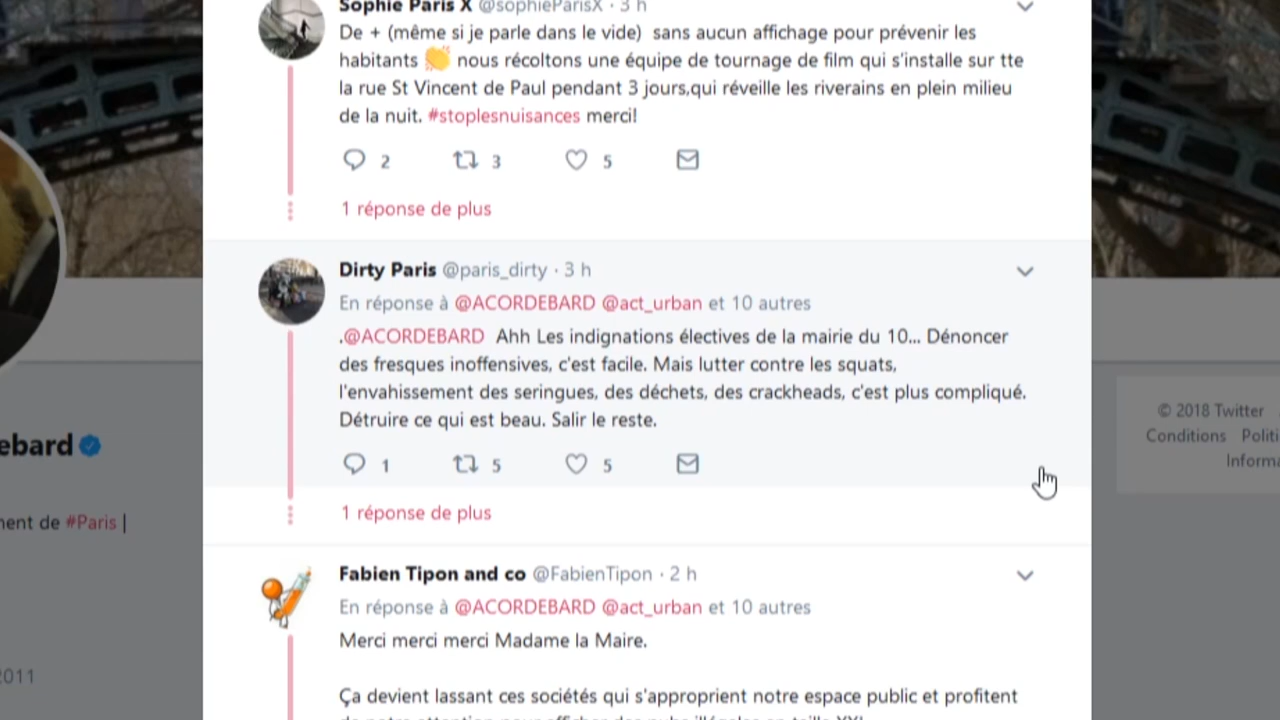 Sophie Paris X @sophieParisX · 3 h
De + (même si je parle dans le vide) sans aucun affichage pour prévenir les
habitants 👏 nous récoltons une équipe de tournage de film qui s'installe sur tte
la rue St Vincent de Paul pendant 3 jours,qui réveille les riverains en plein milieu
de la nuit. #stoplesnuisances merci!
2 3 5
1 réponse de plus
Dirty Paris @paris_dirty · 3 h
En réponse à @ACORDEBARD @act_urban et 10 autres
.@ACORDEBARD Ahh Les indignations électives de la mairie du 10... Dénoncer
des fresques inoffensives, c'est facile. Mais lutter contre les squats,
l'envahissement des seringues, des déchets, des crackheads, c'est plus compliqué.
Détruire ce qui est beau. Salir le reste.
1 5 5
1 réponse de plus
Fabien Tipon and co @FabienTipon · 2 h
En réponse à @ACORDEBARD @act_urban et 10 autres
Merci merci merci Madame la Maire.
Ça devient lassant ces sociétés qui s'approprient notre espace public et profitent
ebard
ment de #Paris |
2011
© 2018 Twitter
Conditions Politi
Informa